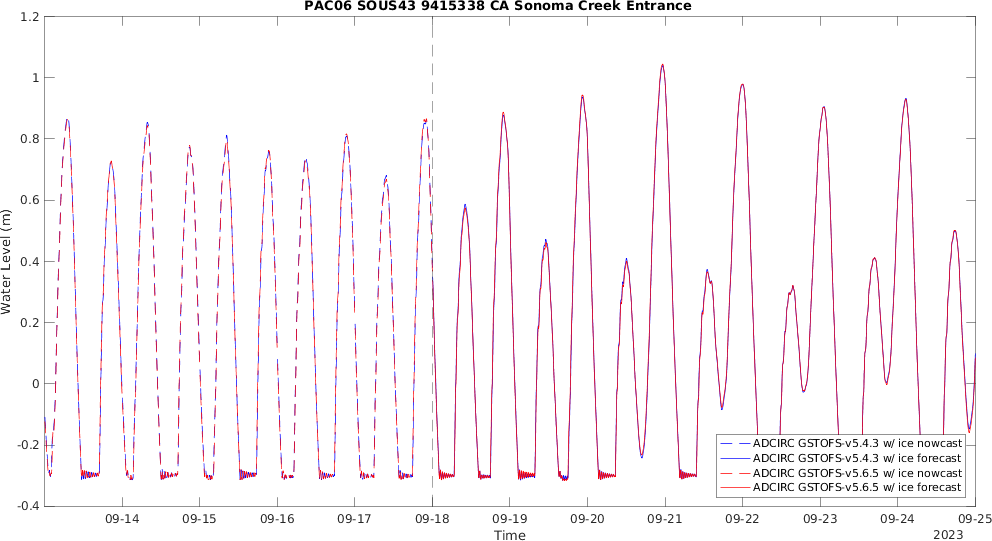 PAC06 SOUS43 9415338 CA Sonoma Creek Entrance
1.2
1
0.8
0.6
0.4
0.2
0
-0.2
-0.4
Water Level (m)
ADCIRC GSTOFS-v5.4.3 w/ ice nowcast
ADCIRC GSTOFS-v5.4.3 w/ ice forecast
ADCIRC GSTOFS-v5.6.5 w/ ice nowcast
ADCIRC GSTOFS-v5.6.5 w/ ice forecast
09-14 09-15 09-16 09-17 09-18 09-19 09-20 09-21 09-22 09-23 09-24 09-25
Time
2023